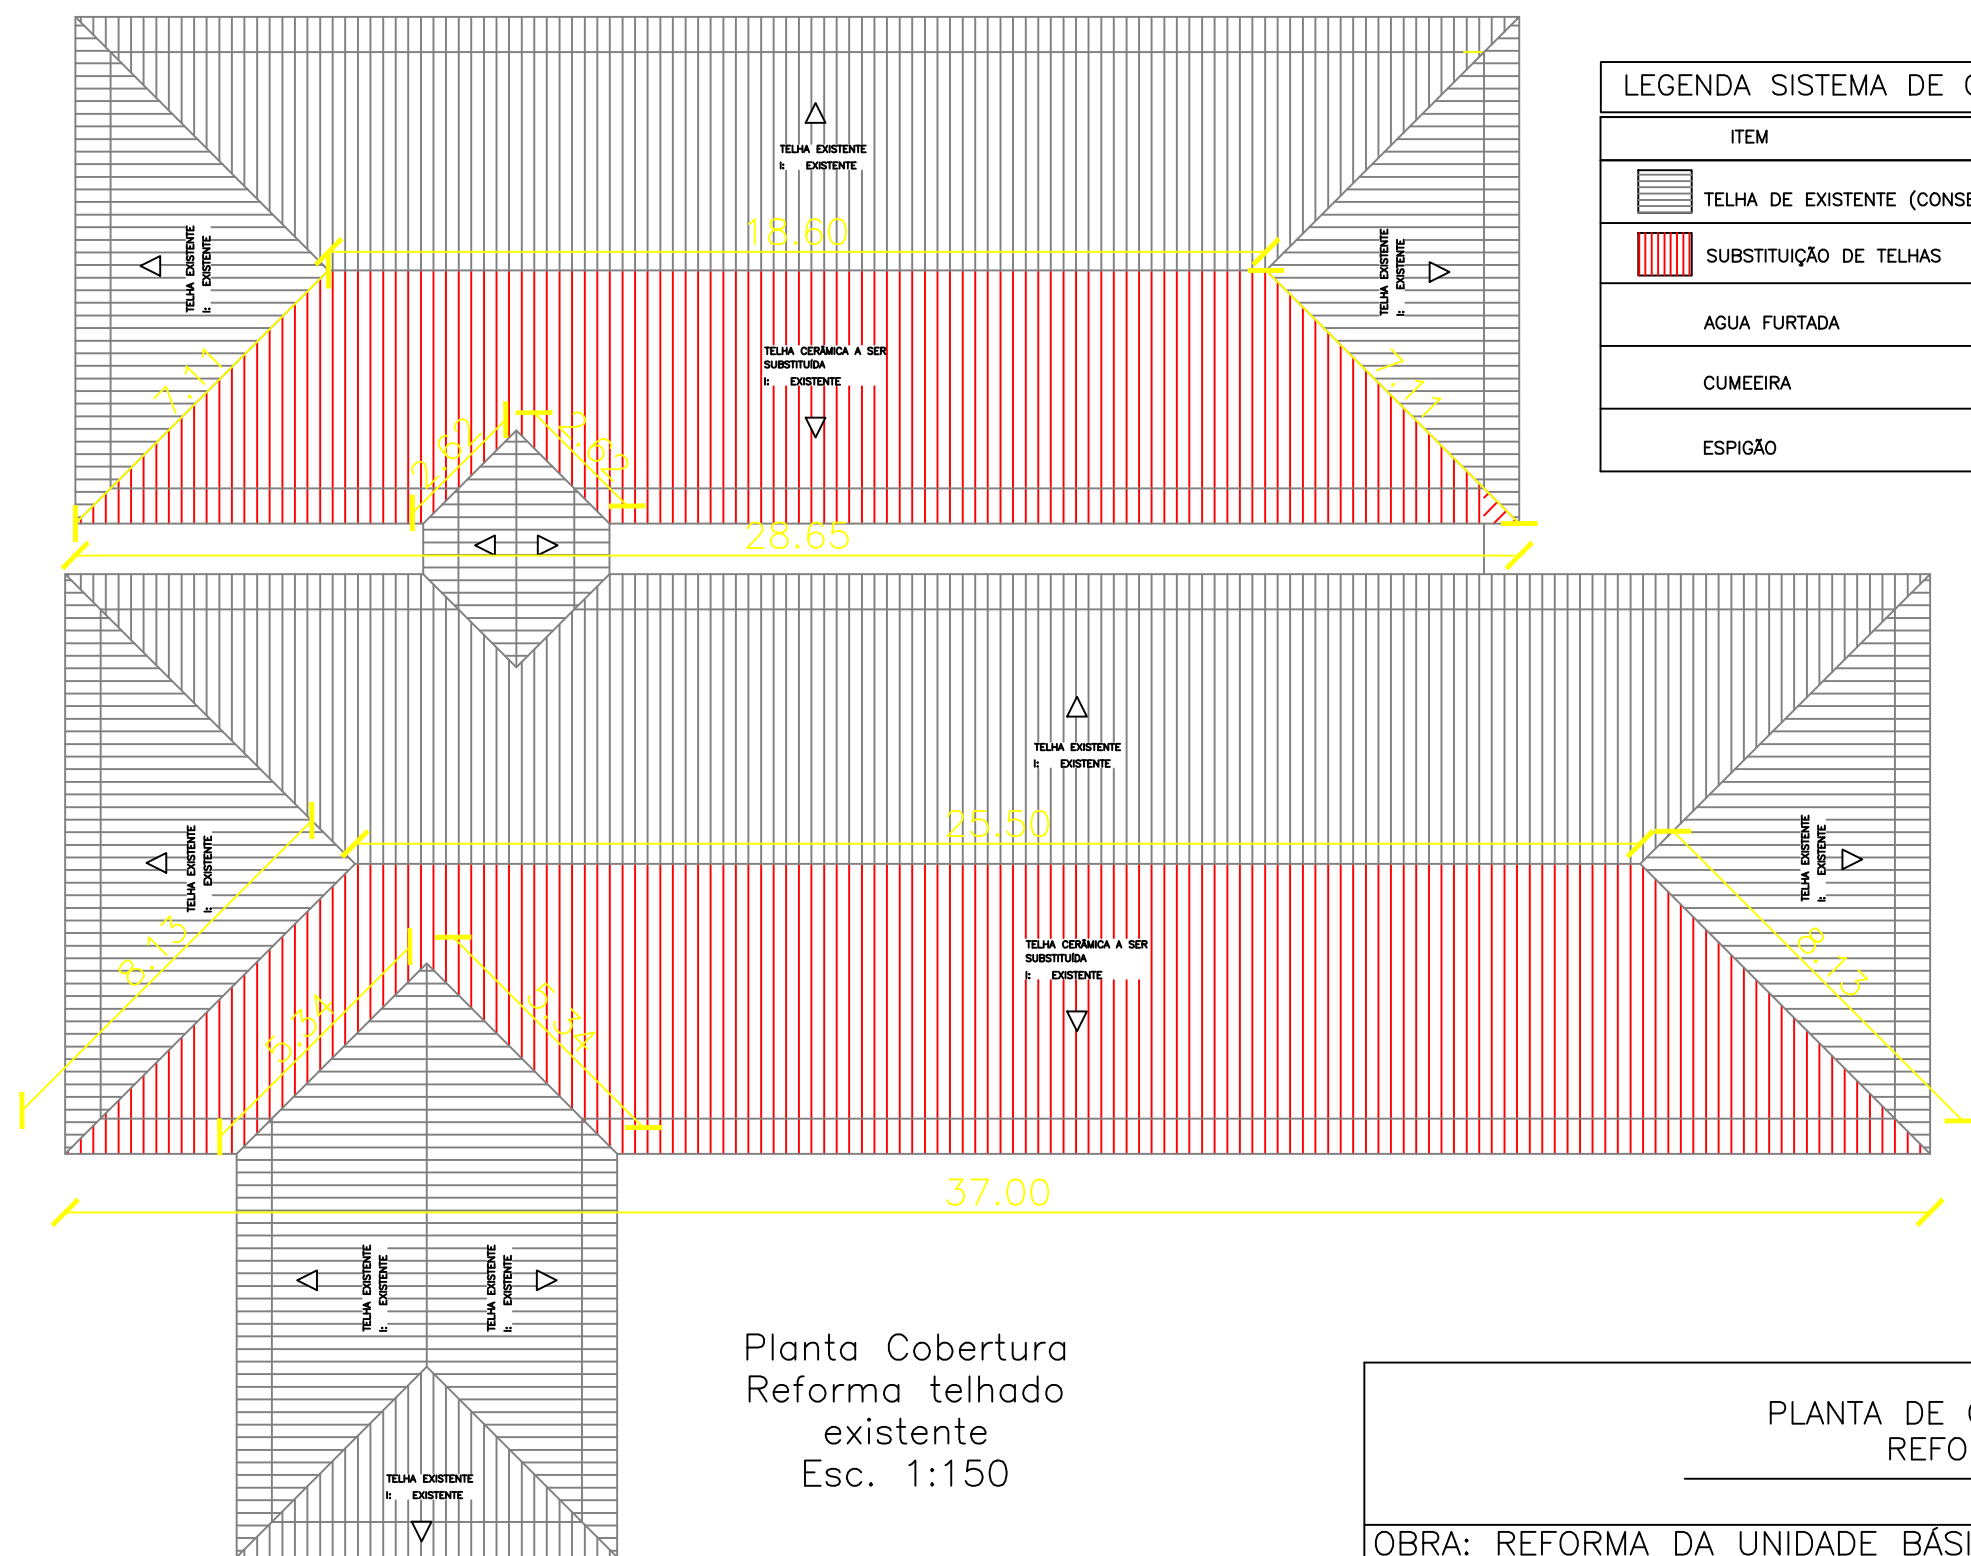 LEGENDA SISTEMA DE
ITEM
TELHA DE EXISTENTE (CONSE
SUBSTITUIÇÃO DE TELHAS
AGUA FURTADA
CUMEEIRA
ESPIGÃO
TELHA EXISTENTE
I: EXISTENTE
18.60
TELHA EXISTENTE
I: EXISTENTE
TELHA EXISTENTE
I: EXISTENTE
7.11
TELHA CERÂMICA A SER
SUBSTITUÍDA
I: EXISTENTE
7.11
2.62
2.62
28.65
TELHA EXISTENTE
I: EXISTENTE
25.50
TELHA EXISTENTE
I: EXISTENTE
TELHA EXISTENTE
I: EXISTENTE
8.13
TELHA CERÂMICA A SER
SUBSTITUÍDA
I: EXISTENTE
8.13
5.34
5.34
37.00
TELHA EXISTENTE
I: EXISTENTE
TELHA EXISTENTE
I: EXISTENTE
TELHA EXISTENTE
I: EXISTENTE
Planta Cobertura
Reforma telhado
existente
Esc. 1:150
PLANTA DE
REFO
OBRA: REFORMA DA UNIDADE BÁSI